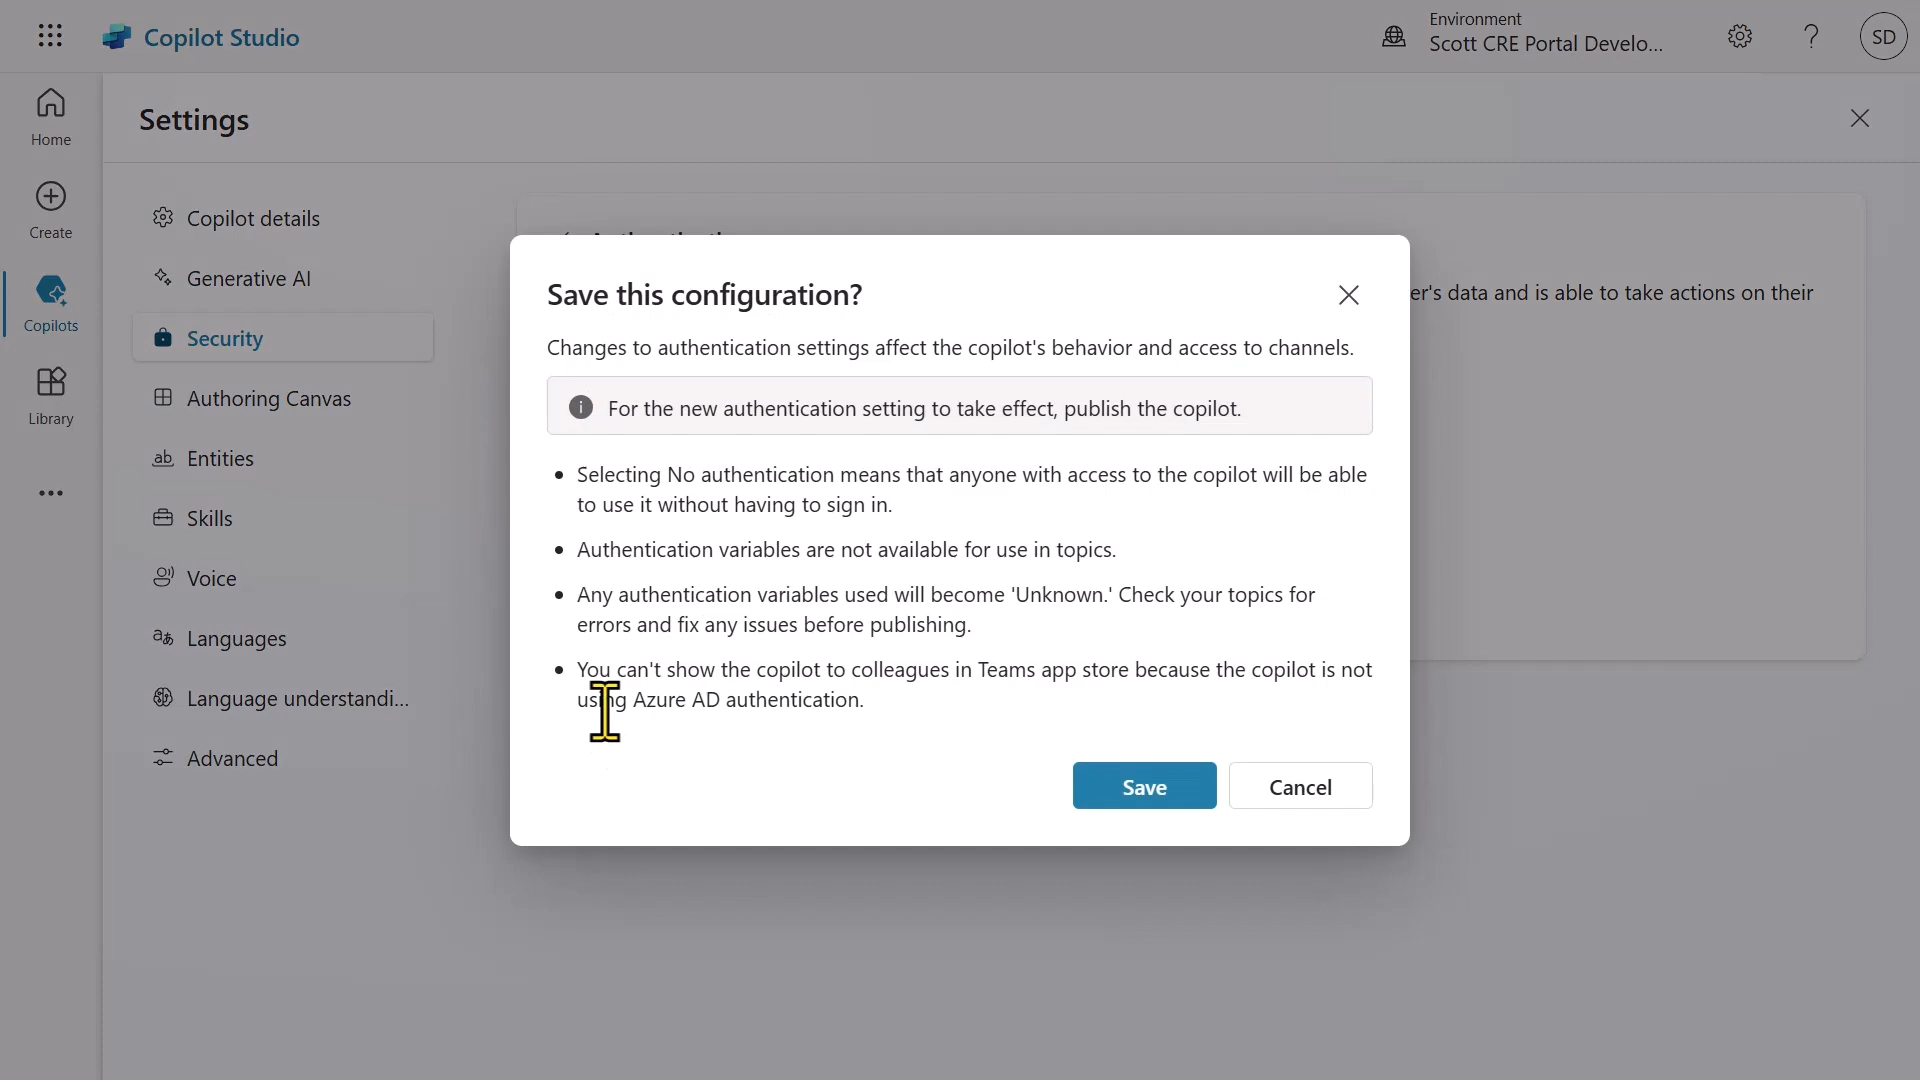 Copilot Studio
Environment
Scott CRE Portal Develo...
SD
Home
Create
Copilots
Library
Settings
Copilot details
Generative AI
Security
Authoring Canvas
Entities
Skills
Voice
Languages
Language understandi...
Advanced
er's data and is able to take actions on their
Save this configuration?
Changes to authentication settings affect the copilot's behavior and access to channels.
For the new authentication setting to take effect, publish the copilot.
• Selecting No authentication means that anyone with access to the copilot will be able
to use it without having to sign in.
• Authentication variables are not available for use in topics.
• Any authentication variables used will become 'Unknown.' Check your topics for
errors and fix any issues before publishing.
• You can't show the copilot to colleagues in Teams app store because the copilot is not
using Azure AD authentication.
Save
Cancel